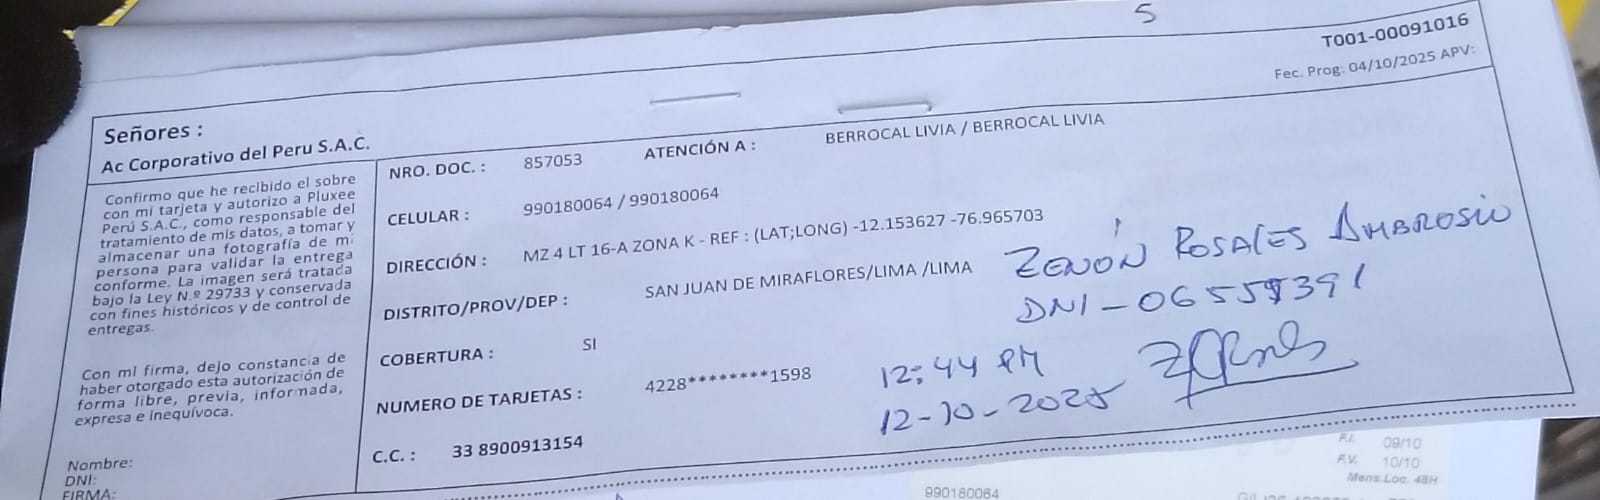 5
T001-00091016
Fec. Prog: 04/10/2025 APV:
Señores :
Ac Corporativo del Peru S.A.C.
Confirmo que he recibido el sobre
con mi tarjeta y autorizo a Pluxee
Perú S.A.C., como responsable del
tratamiento de mis datos, a tomar y
almacenar una fotografía de mi
persona para validar la entrega
conforme. La imagen será tratada
bajo la Ley N.º 29733 y conservada
con fines históricos y de control de
entregas.
Con mi firma, dejo constancia de
haber otorgado esta autorización de
forma libre, previa, informada,
expresa e inequívoca.
Nombre:
DNI:
FIRMA:
NRO. DOC. : 857053 ATENCIÓN A : BERROCAL LIVIA / BERROCAL LIVIA
CELULAR : 990180064 / 990180064
DIRECCIÓN : MZ 4 LT 16-A ZONA K - REF : (LAT;LONG) -12.153627 -76.965703
DISTRITO/PROV/DEP : SAN JUAN DE MIRAFLORES/LIMA /LIMA
COBERTURA : SI
NUMERO DE TARJETAS : 4228********1598
C.C. : 33 8900913154
ZENÓN ROSALES AMBROSIO
DNI-06559391
12:44 PM
12-10-2025
P.I. 09/10
P.V. 10/10
Mens.Loc. 48H
990180064